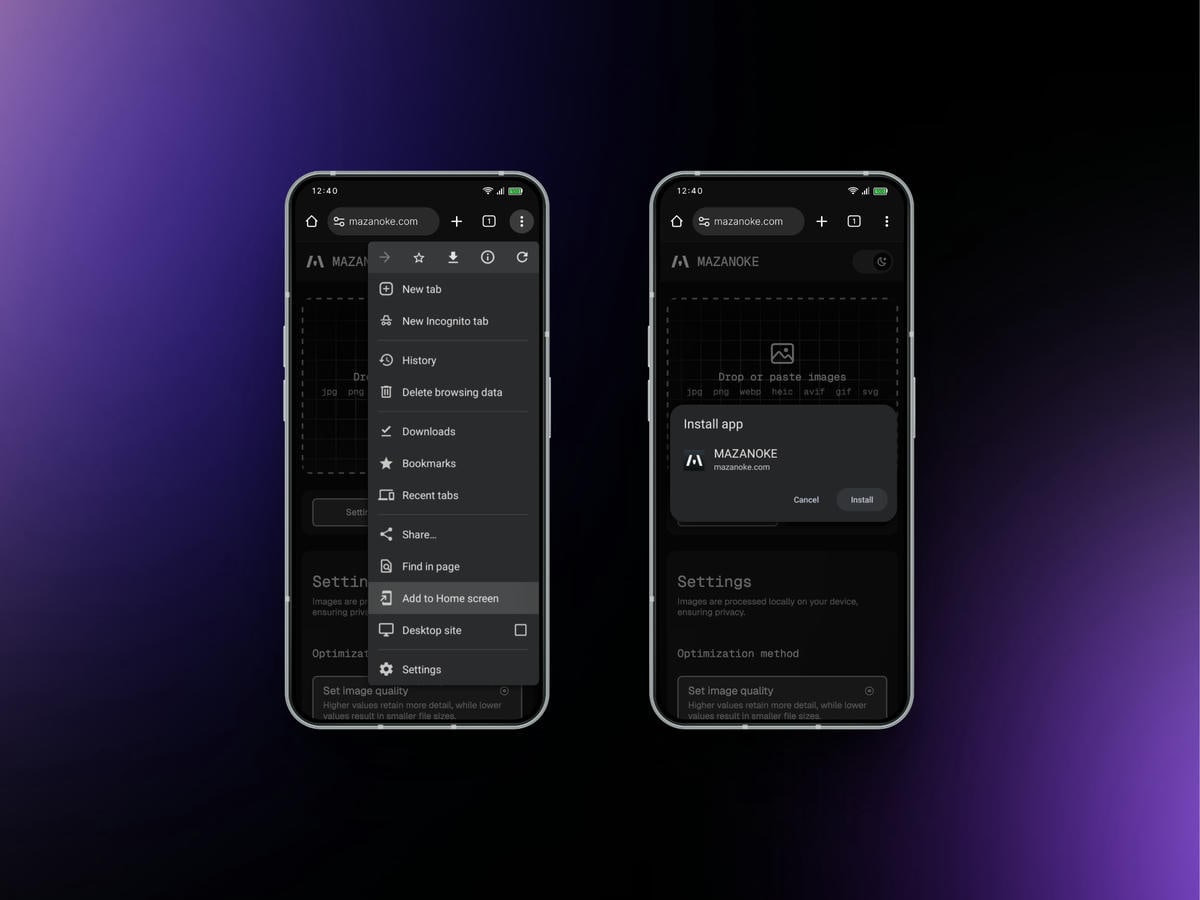 12:40
mazanoke.com
1
MAZAN
New tab
New Incognito tab
History
Dr
Delete browsing data
jpg png
Downloads
Bookmarks
Recent tabs
Settin
Share...
Find in page
Settin
Images are pr
ensuring priva
Add to Home screen
Desktop site
Optimizat
Settings
Set image quality
Higher values retain more detail, while lower
values result in smaller file sizes.
12:40
mazanoke.com
1
MAZANOKE
Drop or paste images
jpg png webp heic avif gif svg
Install app
MAZANOKE
mazanoke.com
Cancel Install
Settings
Images are processed locally on your device,
ensuring privacy.
Optimization method
Set image quality
Higher values retain more detail, while lower
values result in smaller file sizes.